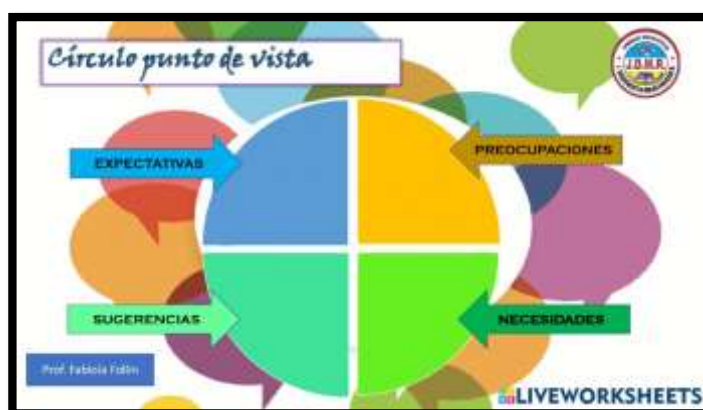 Círculo punto de vista
J.B.M.R.
EXPECTATIVAS
PREOCUPACIONES
SUGERENCIAS
NECESIDADES
Prof. Fabiola Follin
LIVEWORKSHEETS